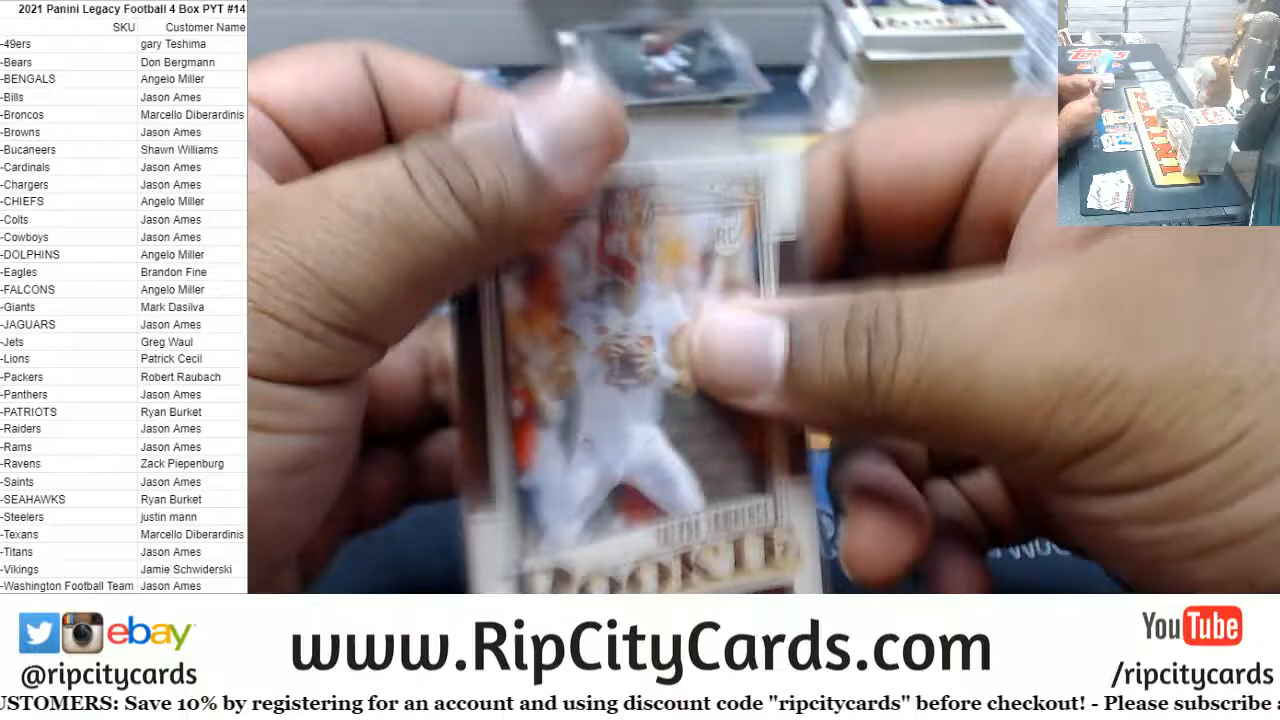 2021 Panini Legacy Football 4 Box PYT #14
SKU Customer Name
-49ers gary Teshima
-Bears Don Bergmann
-BENGALS Angelo Miller
-Bills Jason Ames
-Broncos Marcello Diberardinis
-Browns Jason Ames
-Bucaneers Shawn Williams
-Cardinals Jason Ames
-Chargers Jason Ames
-CHIEFS Angelo Miller
-Colts Jason Ames
-Cowboys Jason Ames
-DOLPHINS Angelo Miller
-Eagles Brandon Fine
-FALCONS Angelo Miller
-Giants Mark Dasilva
-JAGUARS Jason Ames
-Jets Greg Waul
-Lions Patrick Cecil
-Packers Robert Raubach
-Panthers Jason Ames
-PATRIOTS Ryan Burket
-Raiders Jason Ames
-Rams Jason Ames
-Ravens Zack Piepenburg
-Saints Jason Ames
-SEAHAWKS Ryan Burket
-Steelers justin mann
-Texans Marcello Diberardinis
-Titans Jason Ames
-Vikings Jamie Schwiderski
-Washington Football Team Jason Ames
ROOKIE
RC
TREVOR LAWRENCE
ROOKIE
PANINI
ebay
@ripcitycards
www.RipCityCards.com
YouTube
/ripcitycards
USTOMERS: Save 10% by registering for an account and using discount code "ripcitycards" before checkout! - Please subscribe